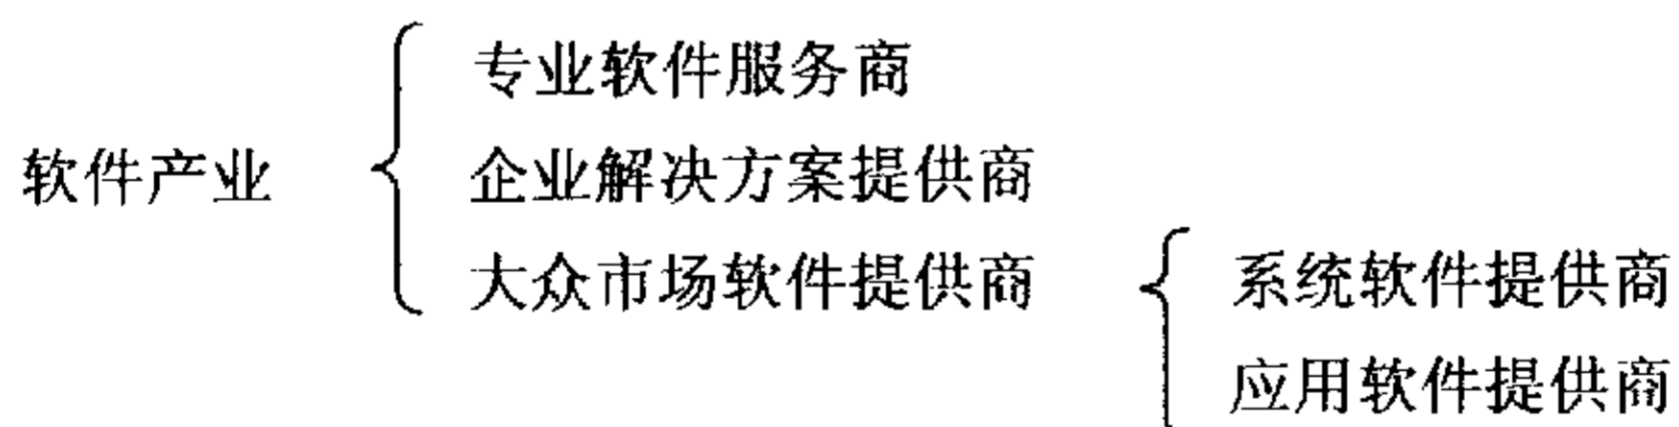 专业软件服务商
软件产业
企业解决方案提供商
大众市场软件提供商
系统软件提供商
应用软件提供商